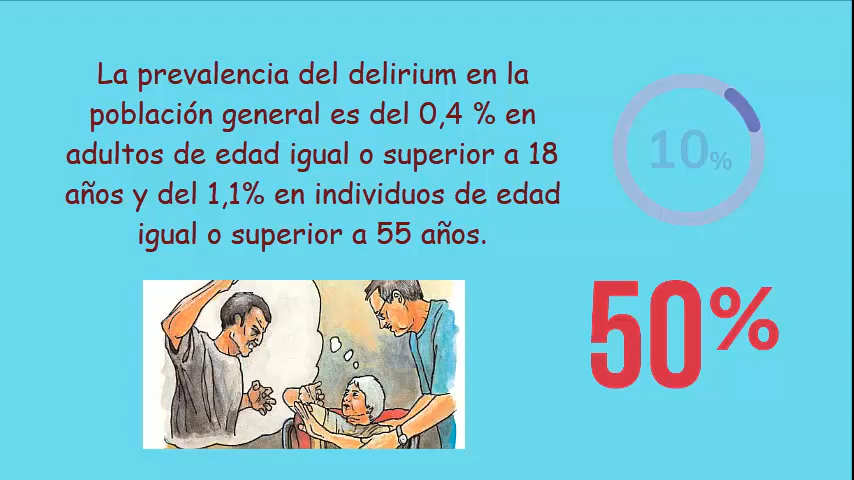 La prevalencia del delirium en la
población general es del 0,4 % en
adultos de edad igual o superior a 18
años y del 1,1% en individuos de edad
igual o superior a 55 años.
10%
50%